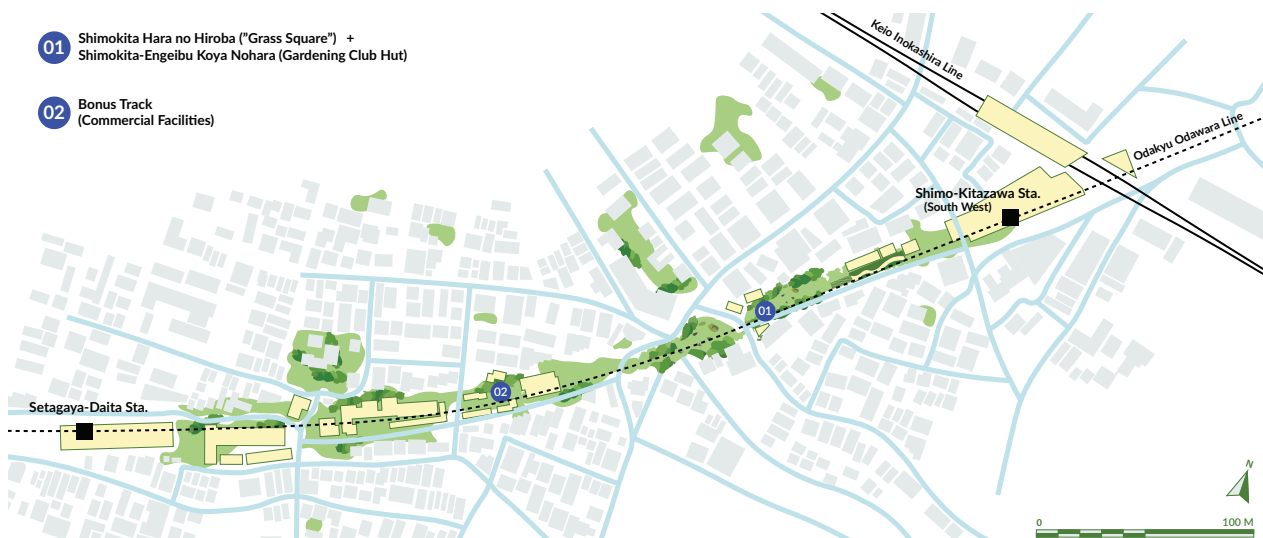 01 Shimokita Hara no Hiroba ("Grass Square") +
Shimokita-Engeibu Koya Nohara (Gardening Club Hut)
02 Bonus Track
(Commercial Facilities)
Keio Inokashira Line
Odakyu Odawara Line
Shimo-Kitazawa Sta.
(South West)
01
02
Setagaya-Daita Sta.
N
0 100 M